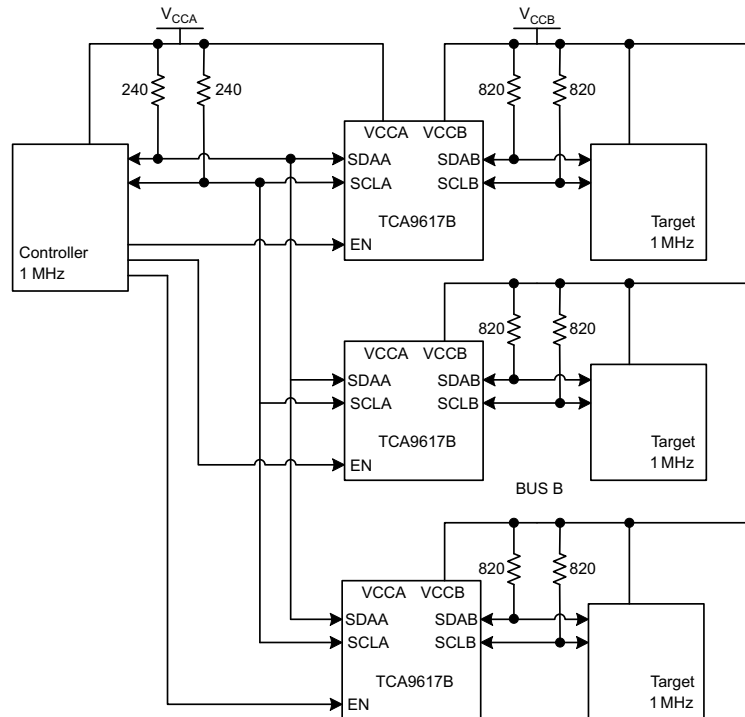 VCCA
VCCB
240
240
820
820
VCCA VCCB
SDAA SDAB
SCLA SCLB
TCA9617B
EN
Controller
1 MHz
Target
1 MHz
820
820
VCCA VCCB
SDAA SDAB
SCLA SCLB
TCA9617B
EN
Target
1 MHz
BUS B
820
820
VCCA VCCB
SDAA SDAB
SCLA SCLB
TCA9617B
EN
Target
1 MHz